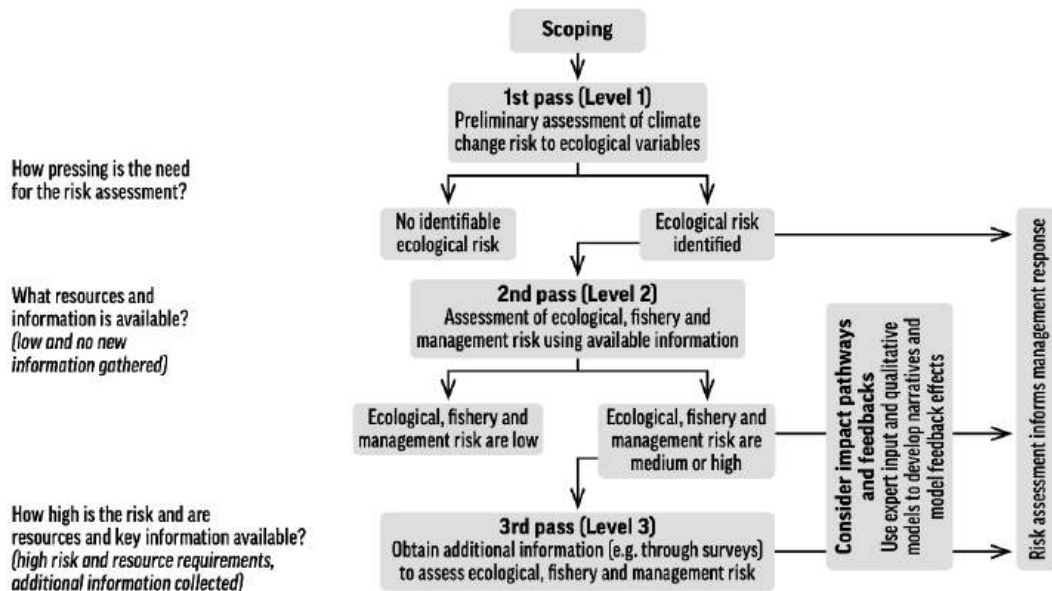 Scoping
1st pass (Level 1)
Preliminary assessment of climate
change risk to ecological variables
How pressing is the need
for the risk assessment?
No identifiable
ecological risk
Ecological risk
identified
What resources and
information is available?
(low and no new
information gathered)
2nd pass (Level 2)
Assessment of ecological, fishery and
management risk using available information
Ecological, fishery and
management risk are low
Ecological, fishery and
management risk are
medium or high
How high is the risk and are
resources and key information available?
(high risk and resource requirements,
additional information collected)
3rd pass (Level 3)
Obtain additional information (e.g. through surveys)
to assess ecological, fishery and management risk
Consider impact pathways
and feedbacks
Use expert input and qualitative
models to develop narratives and
model feedback effects
Risk assessment informs management response